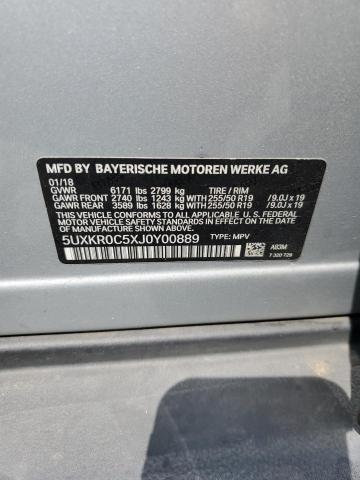 MFD BY BAYERISCHE MOTOREN WERKE AG
01/18
GVWR 6171 lbs 2799 kg TIRE / RIM
GAWR FRONT 2740 lbs 1243 kg WITH 255/50 R19 /9.0J x 19
GAWR REAR 3589 lbs 1628 kg WITH 255/50 R19 /9.0J x 19
THIS VEHICLE CONFORMS TO ALL APPLICABLE U.S. FEDERAL
MOTOR VEHICLE SAFETY STANDARDS IN EFFECT ON THE
DATE OF MANUFACTURE SHOWN ABOVE.
5UXKR0C5XJ0Y00889 TYPE: MPV
A83M
7 320 729